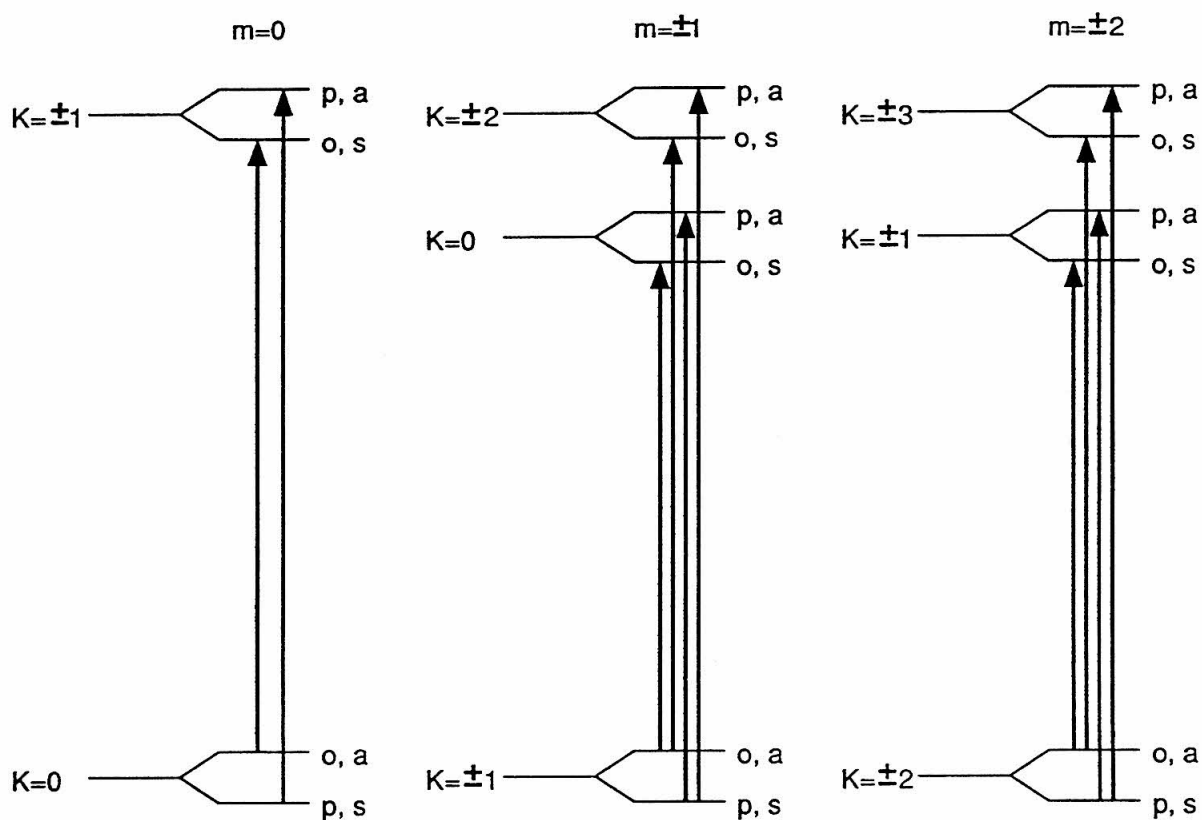 m=0
m=±1
m=±2
K=±1
p, a
o, s
K=±2
p, a
o, s
K=±3
p, a
o, s
K=0
p, a
o, s
K=±1
p, a
o, s
K=0
o, a
p, s
K=±1
o, a
p, s
K=±2
o, a
p, s